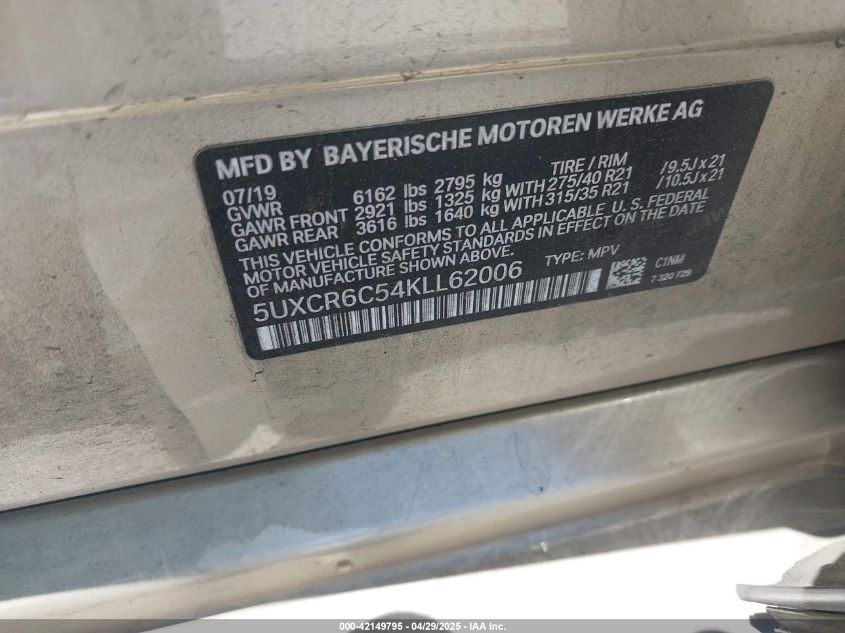 MFD BY BAYERISCHE MOTOREN WERKE AG
07/19 TIRE / RIM
GVWR 6162 lbs 2795 kg
GAWR FRONT 2921 lbs 1325 kg WITH 275/40 R21 /9.5J x 21
GAWR REAR 3616 lbs 1640 kg WITH 315/35 R21 /10.5J x 21
THIS VEHICLE CONFORMS TO ALL APPLICABLE U. S. FEDERAL
MOTOR VEHICLE SAFETY STANDARDS IN EFFECT ON THE DATE
OF MANUFACTURE SHOWN ABOVE. TYPE: MPV
5UXCR6C54KLL62006 C1NM
7 320 729
000-42149795 - 04/29/2025 - IAA Inc.